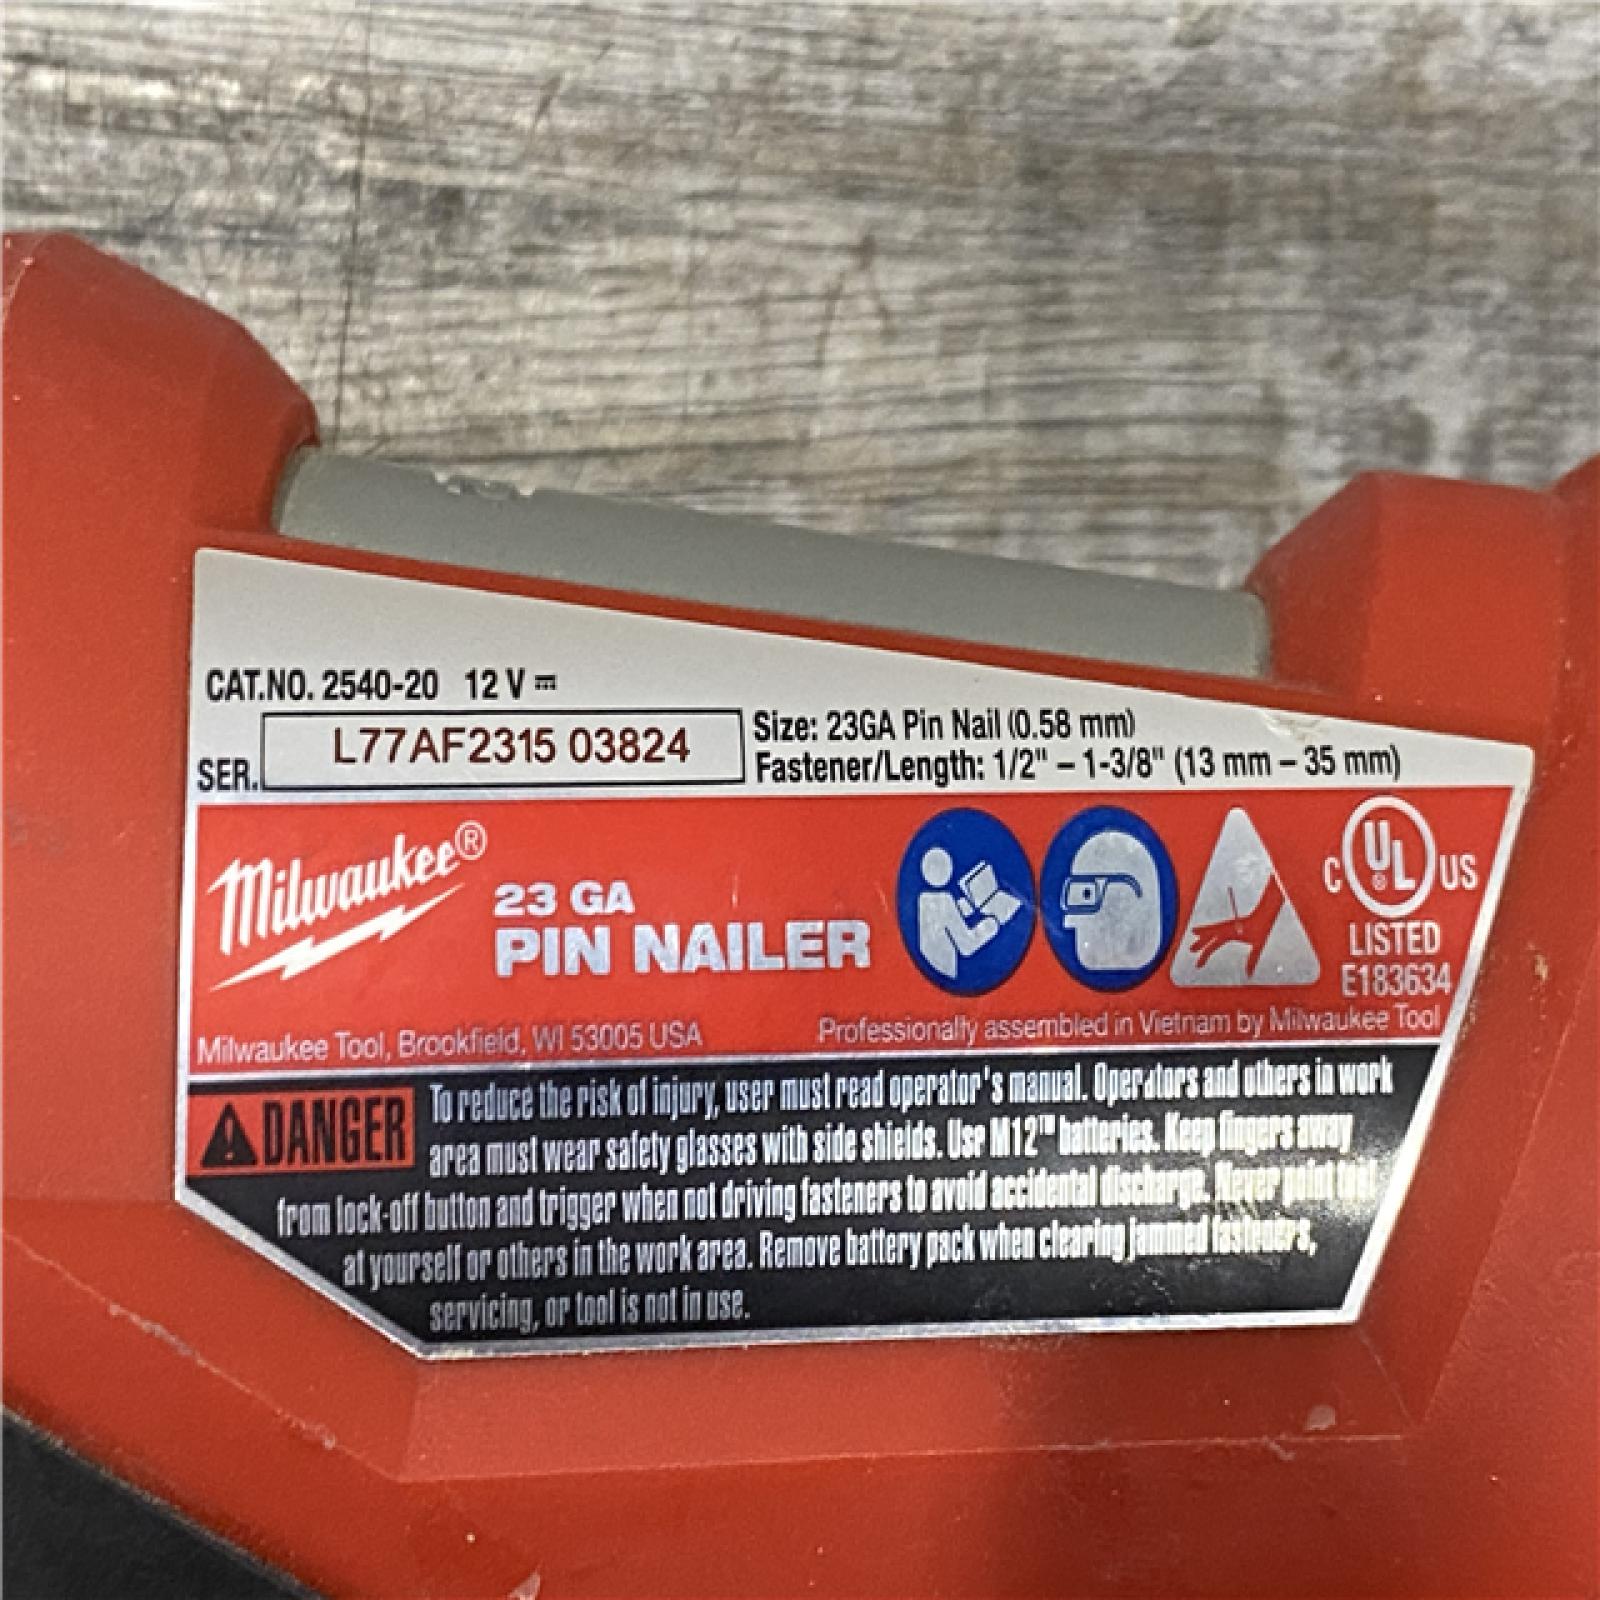 CAT.NO. 2540-20 12 V
SER. L77AF2315 03824
Size: 23GA Pin Nail (0.58 mm)
Fastener/Length: 1/2" – 1-3/8" (13 mm – 35 mm)
Milwaukee®
23 GA
PIN NAILER
C UL® US
LISTED
E183634
Milwaukee Tool, Brookfield, WI 53005 USA
Professionally assembled in Vietnam by Milwaukee Tool
DANGER To reduce the risk of injury, user must read operator's manual. Operators and others in work
area must wear safety glasses with side shields. Use M12™ batteries. Keep fingers away
from lock-off button and trigger when not driving fasteners to avoid accidental discharge. Never point tool
at yourself or others in the work area. Remove battery pack when clearing jammed fasteners,
servicing, or tool is not in use.